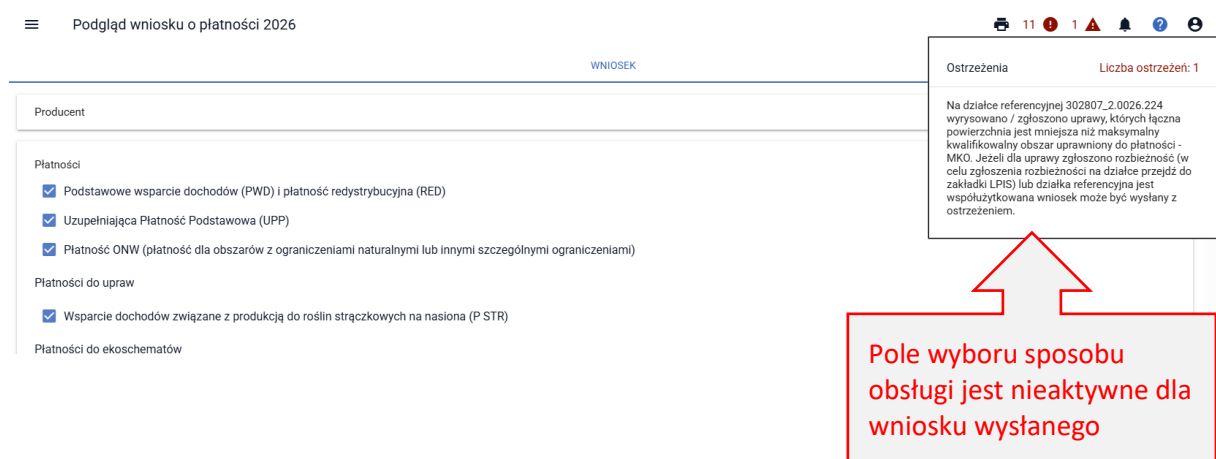 Podgląd wniosku o płatności 2026
11 1
WNIOSEK
Ostrzeżenia Liczba ostrzeżeń: 1
Na działce referencyjnej 302807_2.0026.224
wyrysowano / zgłoszono uprawy, których łączna
powierzchnia jest mniejsza niż maksymalny
kwalifikowalny obszar uprawniony do płatności -
MKO. Jeżeli dla uprawy zgłoszono rozbieżność (w
celu zgłoszenia rozbieżności na działce przejdź do
zakładki LPIS) lub działka referencyjna jest
współużytkowana wniosek może być wysłany z
ostrzeżeniem.
Producent
Płatności
Podstawowe wsparcie dochodów (PWD) i płatność redystrybucyjna (RED)
Uzupełniająca Płatność Podstawowa (UPP)
Płatność ONW (płatność dla obszarów z ograniczeniami naturalnymi lub innymi szczególnymi ograniczeniami)
Płatności do upraw
Wsparcie dochodów związane z produkcją do roślin strączkowych na nasiona (P STR)
Płatności do ekoschematów
Pole wyboru sposobu
obsługi jest nieaktywne dla
wniosku wysłanego